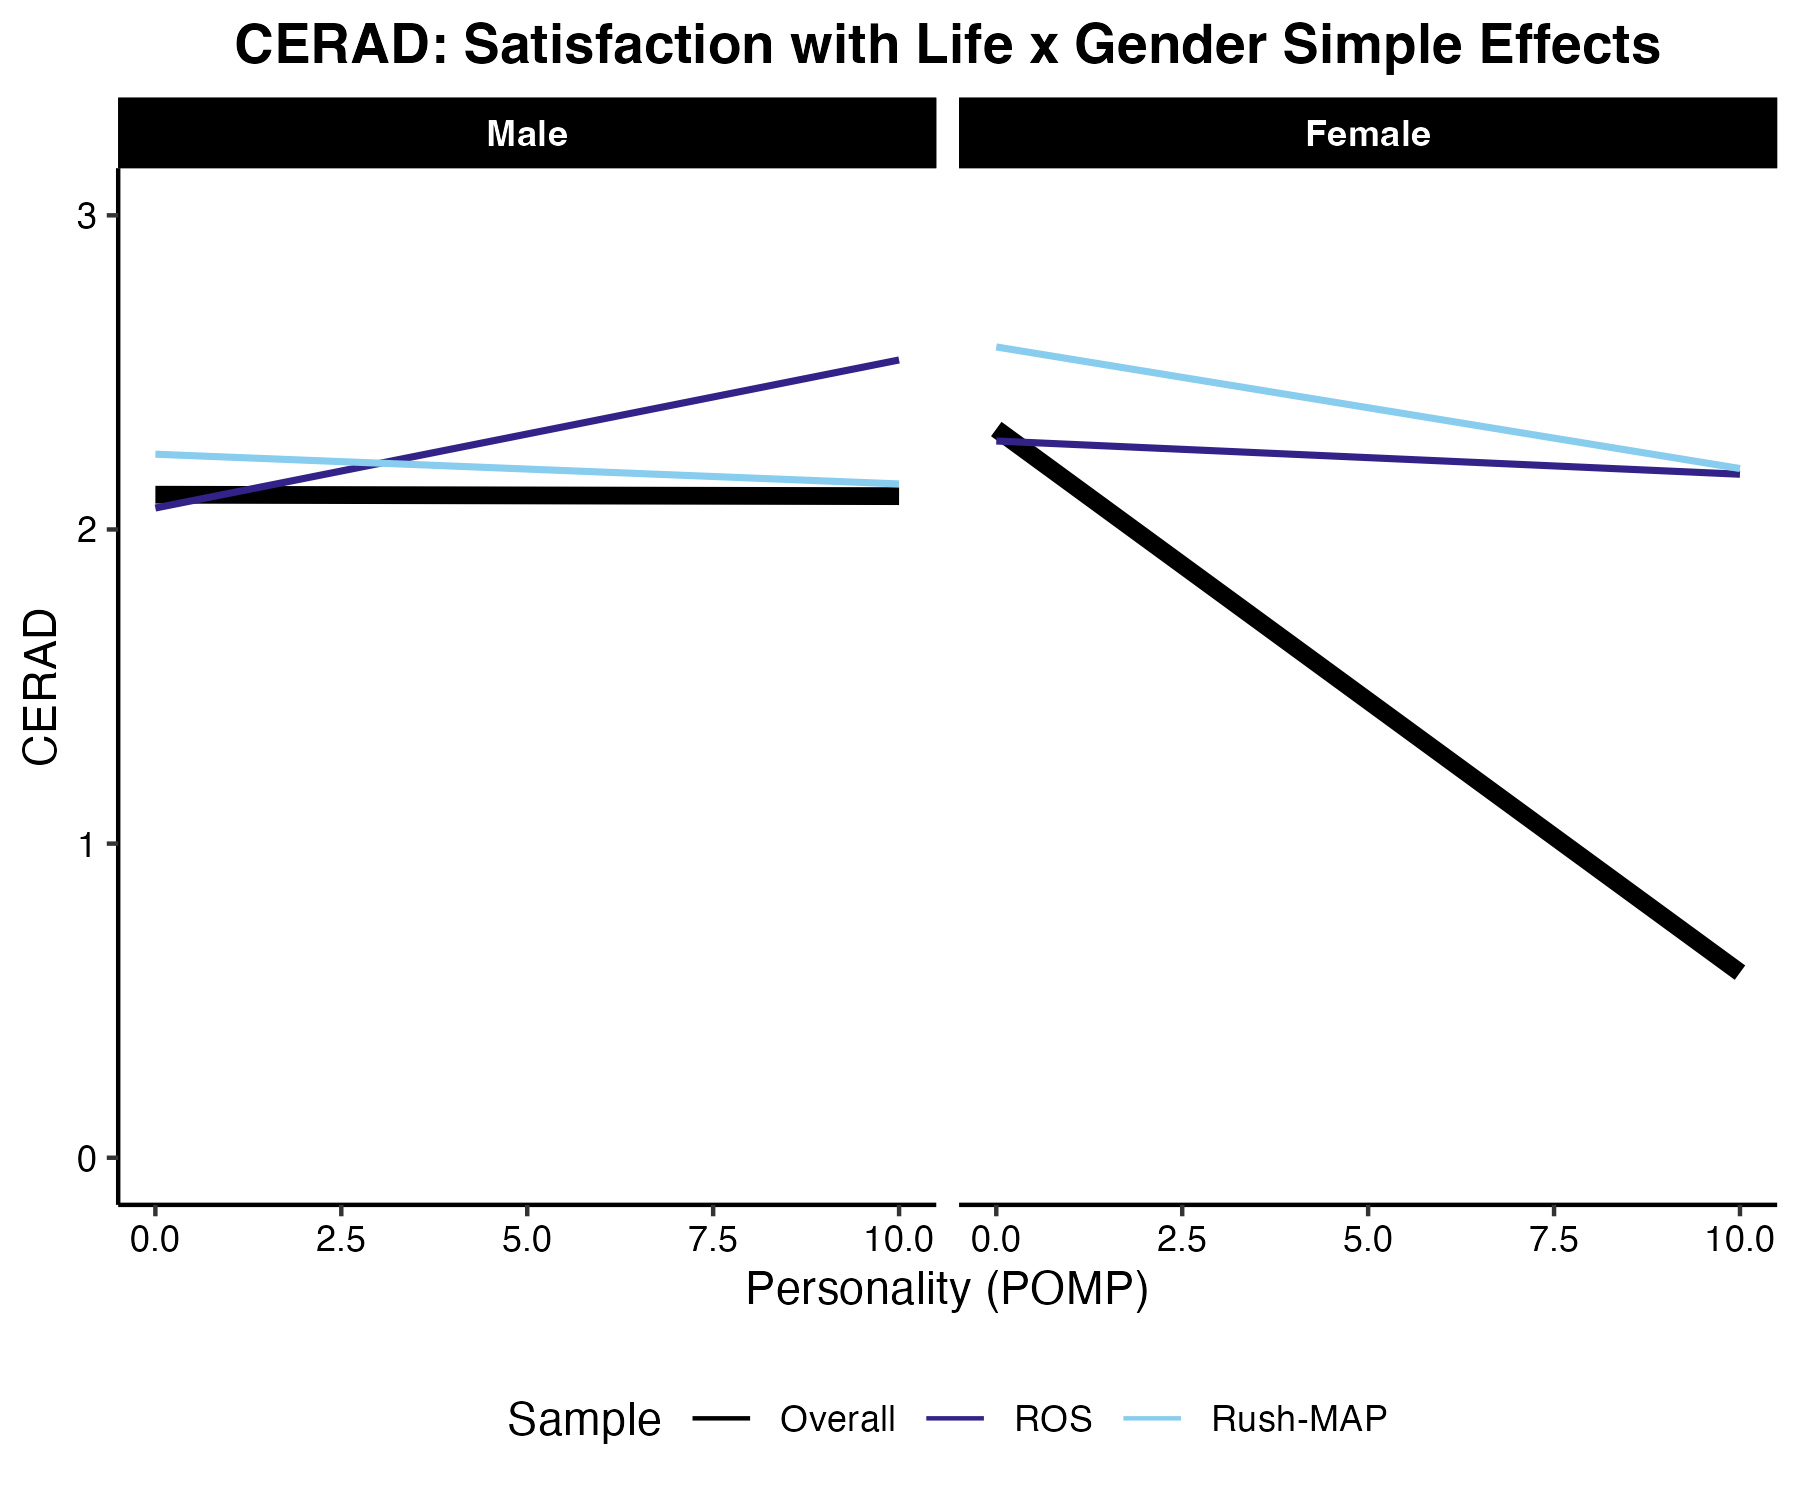 CERAD: Satisfaction with Life x Gender Simple Effects
Male
Female
3
2
1
0
CERAD
0.0 2.5 5.0 7.5 10.0
0.0 2.5 5.0 7.5 10.0
Personality (POMP)
Sample Overall ROS Rush-MAP